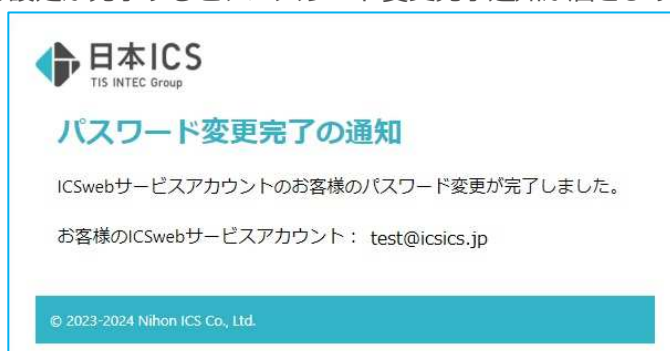 日本ICS
TIS INTEC Group
パスワード変更完了の通知
ICSwebサービスアカウントのお客様のパスワード変更が完了しました。
お客様のICSwebサービスアカウント： test@icsics.jp
© 2023-2024 Nihon ICS Co., Ltd.